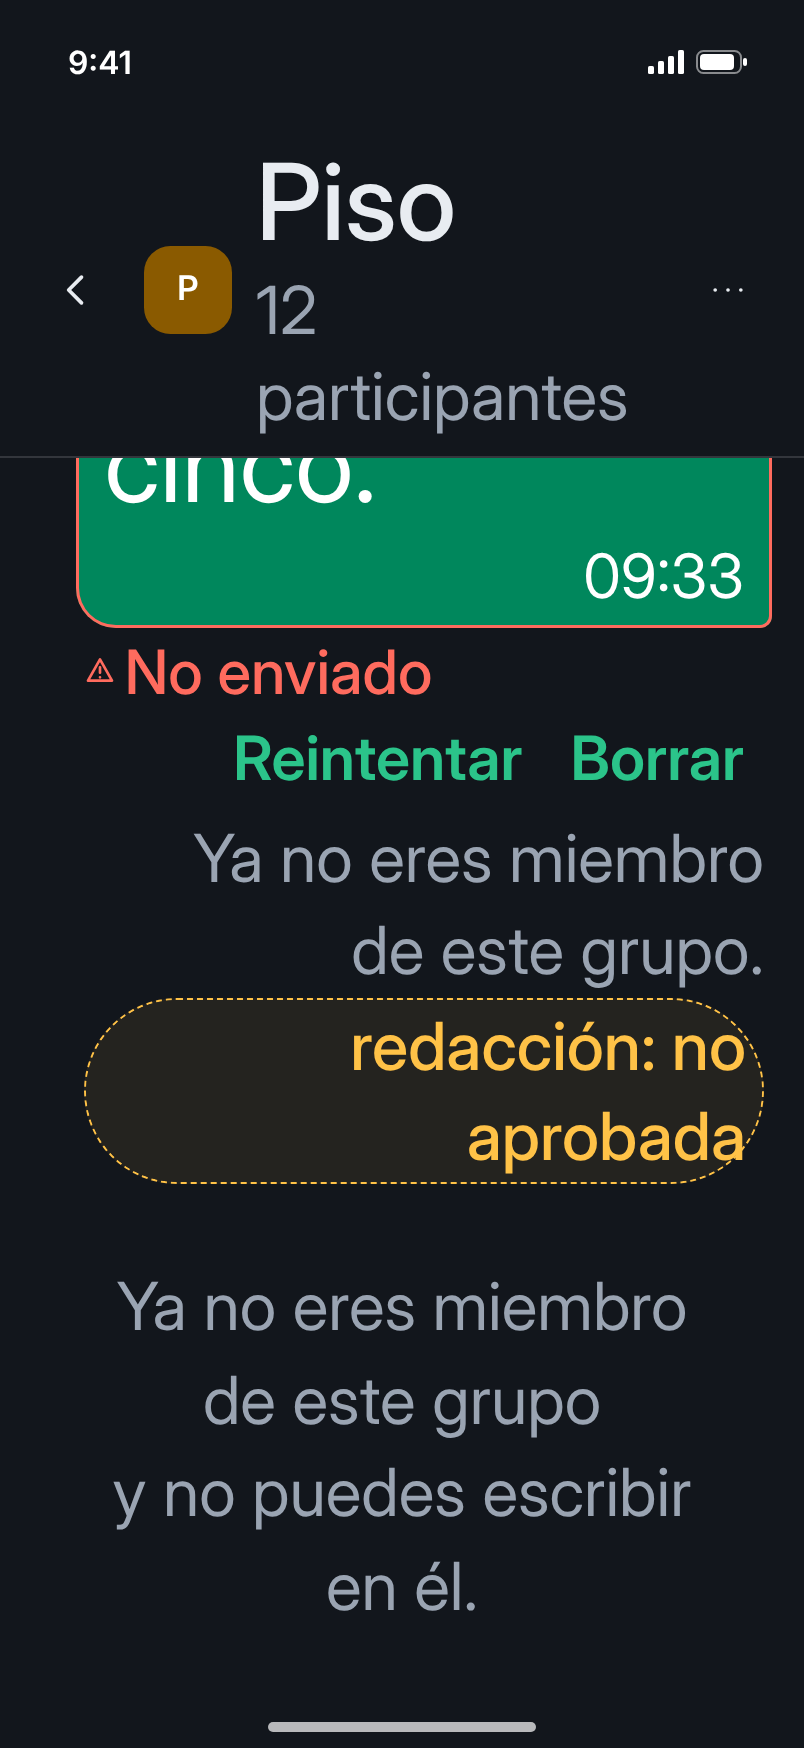 9:41
Piso
P
12
participantes
...
cinco.
09:33
No enviado
Reintentar Borrar
Ya no eres miembro
de este grupo.
redacción: no
aprobada
Ya no eres miembro
de este grupo
y no puedes escribir
en él.